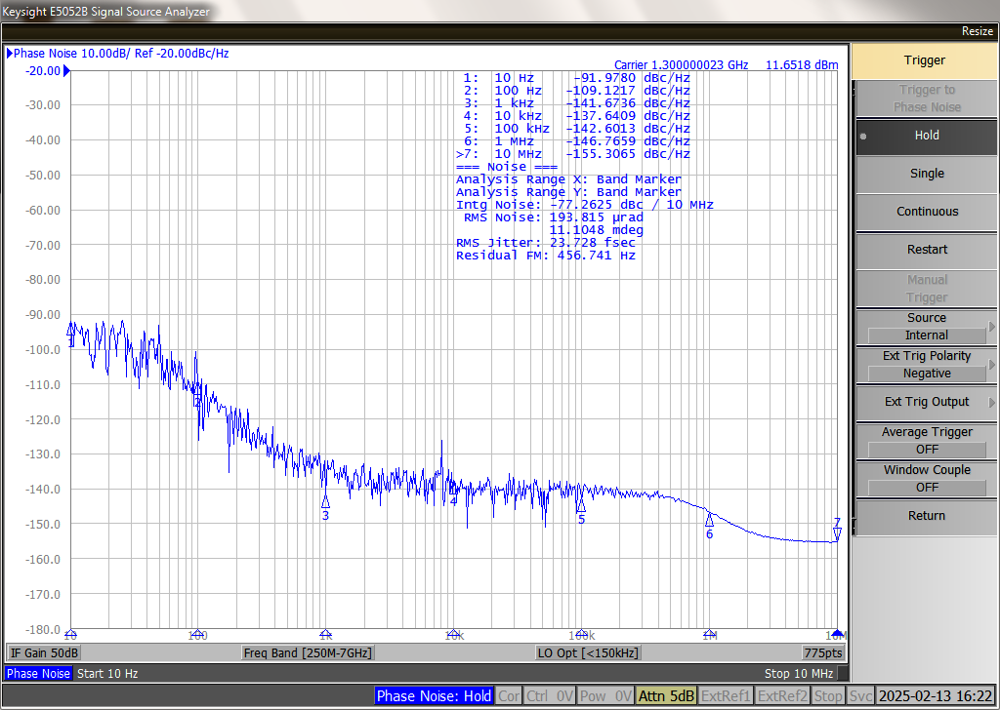 Keysight E5052B Signal Source Analyzer
Resize
Phase Noise 10.00dB/ Ref -20.00dBc/Hz
Carrier 1.300000023 GHz 11.6518 dBm
-20.00
-30.00
-40.00
-50.00
-60.00
-70.00
-80.00
-90.00
-100.0
-110.0
-120.0
-130.0
-140.0
-150.0
-160.0
-170.0
-180.0
1: 10 Hz -91.9780 dBc/Hz
2: 100 Hz -109.1217 dBc/Hz
3: 1 kHz -141.6736 dBc/Hz
4: 10 kHz -137.6409 dBc/Hz
5: 100 kHz -142.6013 dBc/Hz
6: 1 MHz -146.7659 dBc/Hz
>7: 10 MHz -155.3065 dBc/Hz
=== Noise ===
Analysis Range X: Band Marker
Analysis Range Y: Band Marker
Intg Noise: -77.2625 dBc / 10 MHz
RMS Noise: 193.815 µrad
11.1048 mdeg
RMS Jitter: 23.728 fsec
Residual FM: 456.741 Hz
1
2
3
4
5
6
7
10
100
1k
10k
100k
1M
10M
IF Gain 50dB
Freq Band [250M-7GHz]
LO Opt [<150kHz]
775pts
Phase Noise Start 10 Hz
Stop 10 MHz
Trigger
Trigger to
Phase Noise
Hold
Single
Continuous
Restart
Manual
Trigger
Source
Internal
Ext Trig Polarity
Negative
Ext Trig Output
Average Trigger
OFF
Window Couple
OFF
Return
Phase Noise: Hold Cor Ctrl 0V Pow 0V Attn 5dB ExtRef1 ExtRef2 Stop Svc 2025-02-13 16:22